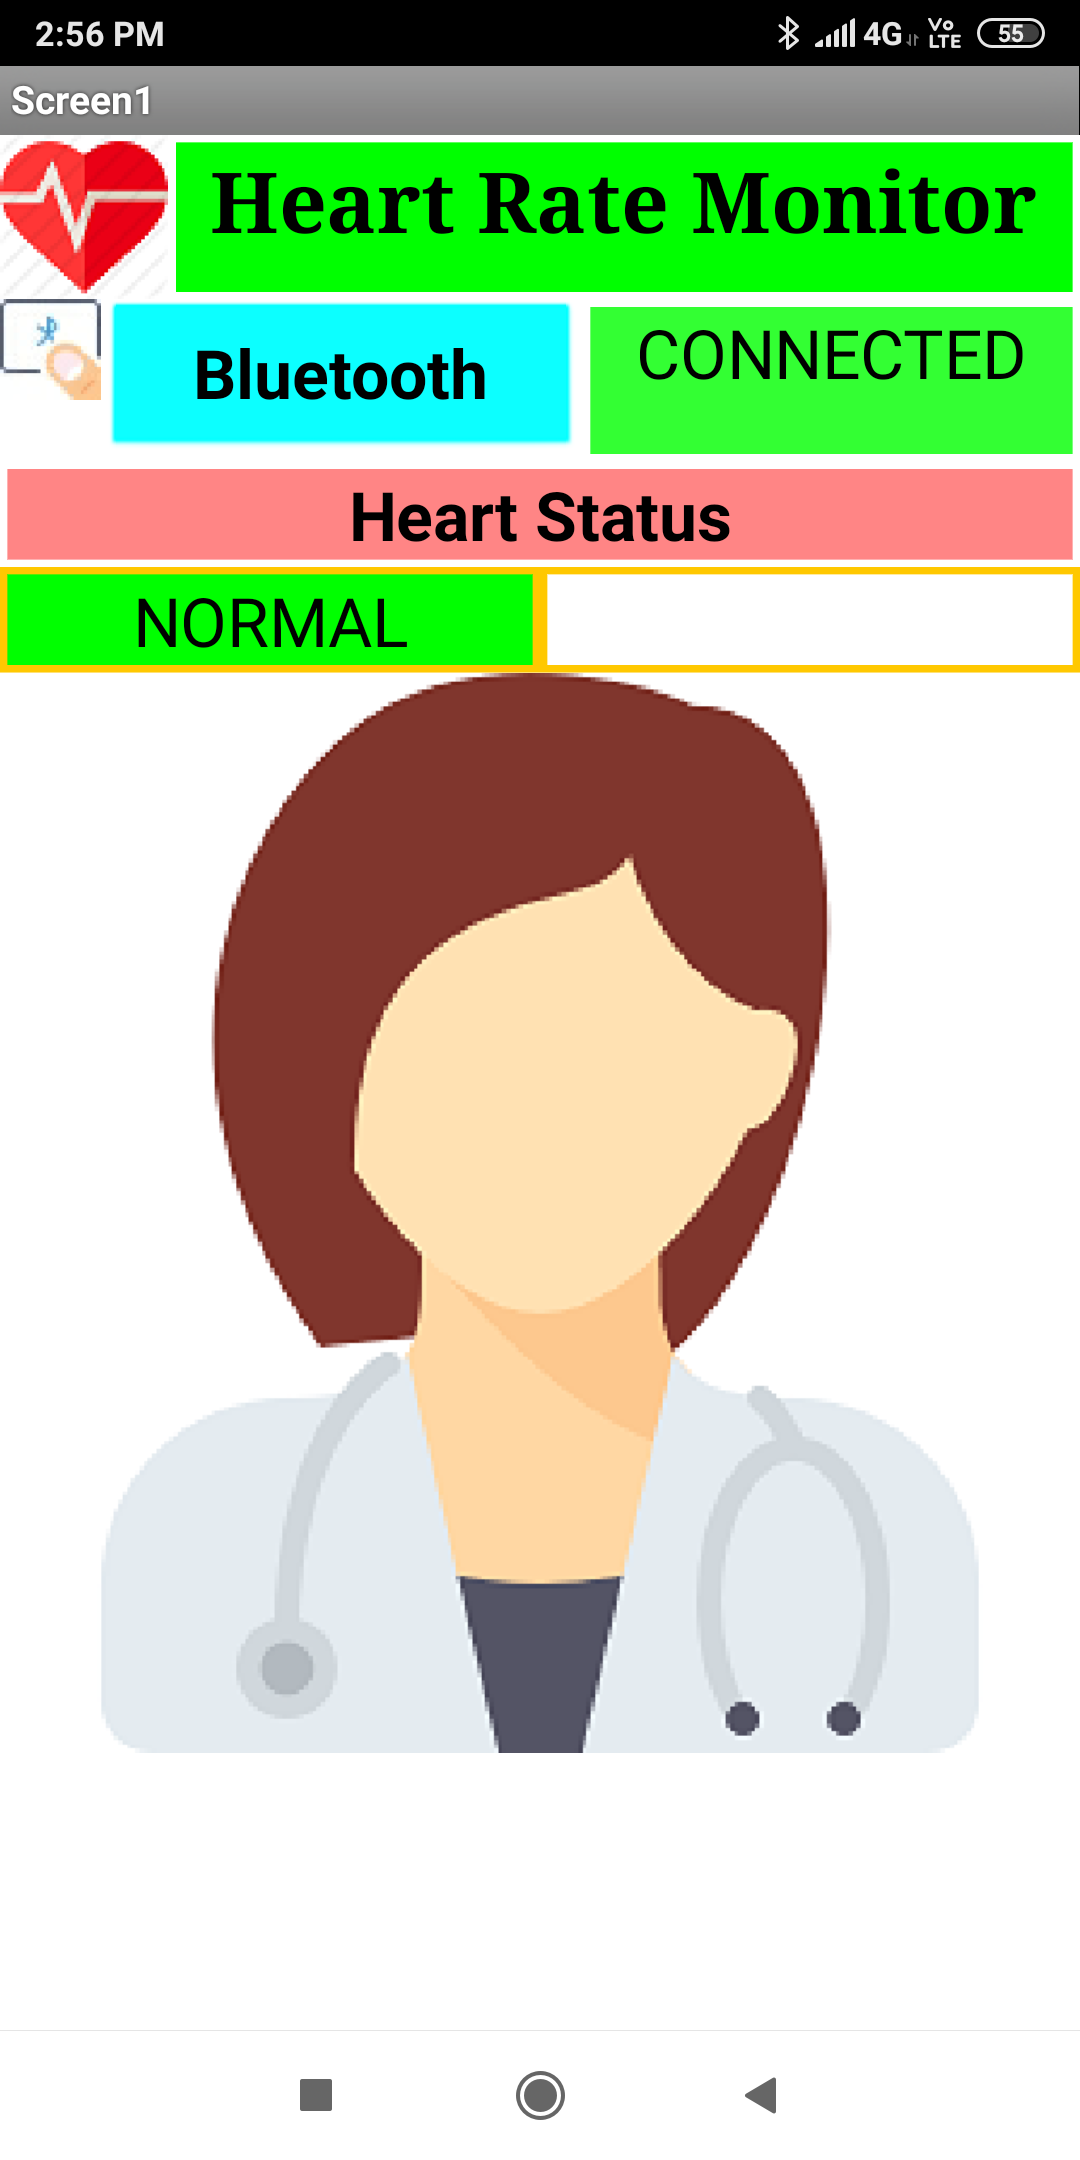 2:56 PM 4G Vo LTE 55
Screen1
Heart Rate Monitor
Bluetooth CONNECTED
Heart Status
NORMAL